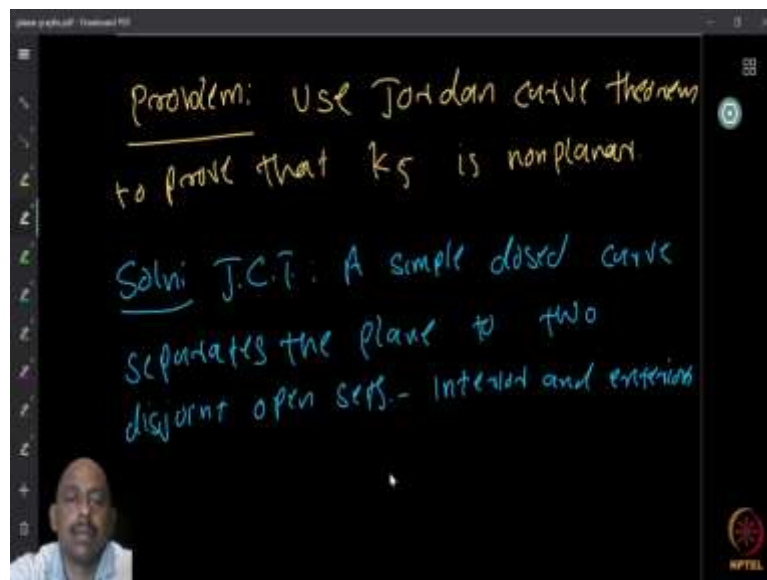 Problem: Use Jordan curve theorem
to prove that K5 is nonplanar.
Soln: J.C.T.: A simple closed curve
separates the plane to two
disjoint open sets.- Interior and exterior
NPTEL